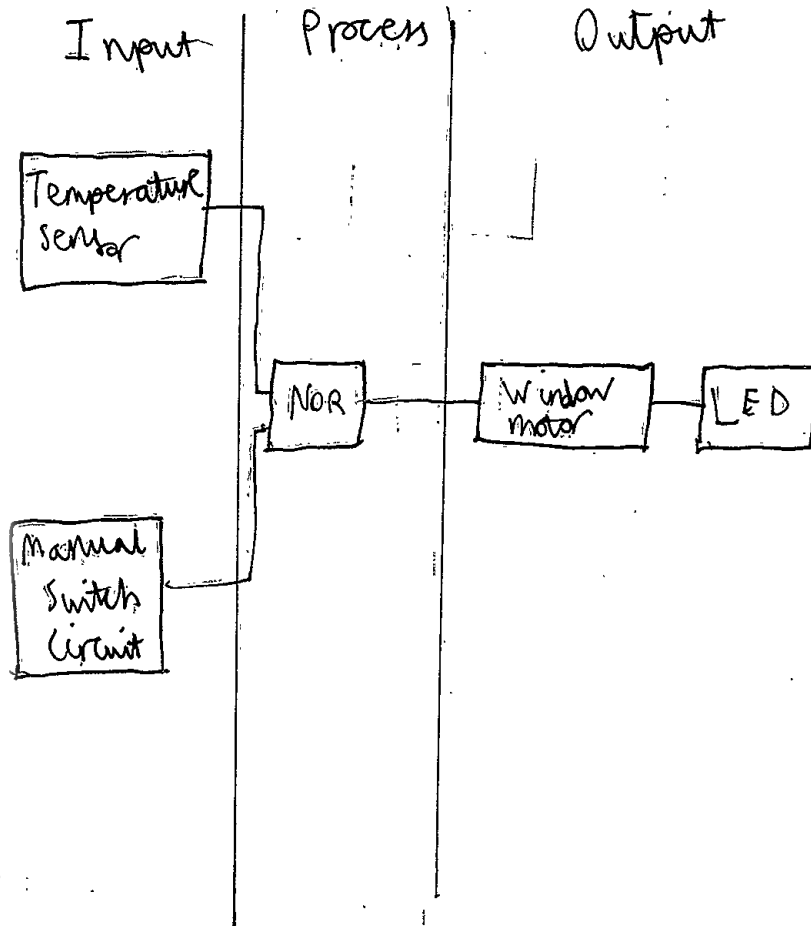 Input Process Output
Temperature
sensor
NOR
Window
motor
LED
Manual
Switch
Circuit